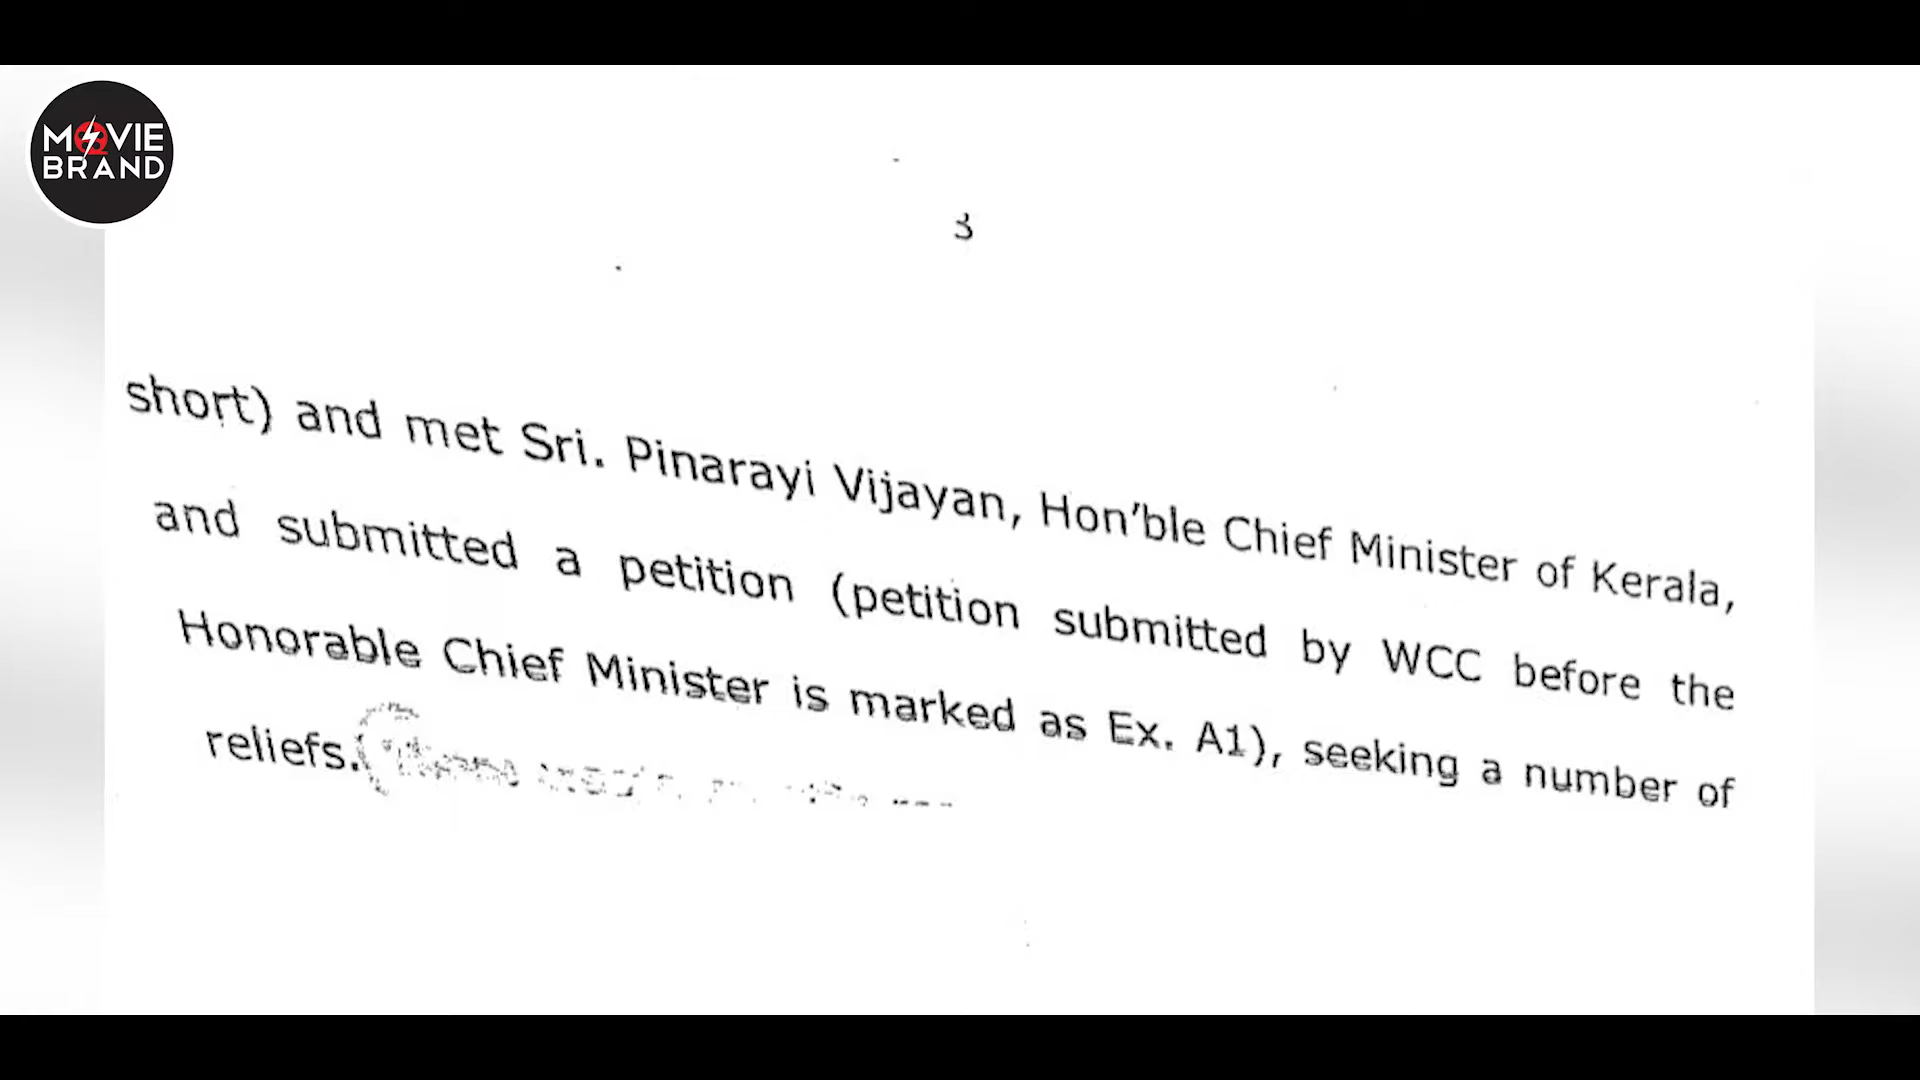 MOVIE
BRAND
3
short) and met Sri. Pinarayi Vijayan, Hon'ble Chief Minister of Kerala,
and submitted a petition (petition submitted by WCC before the
Honorable Chief Minister is marked as Ex. A1), seeking a number of
reliefs.